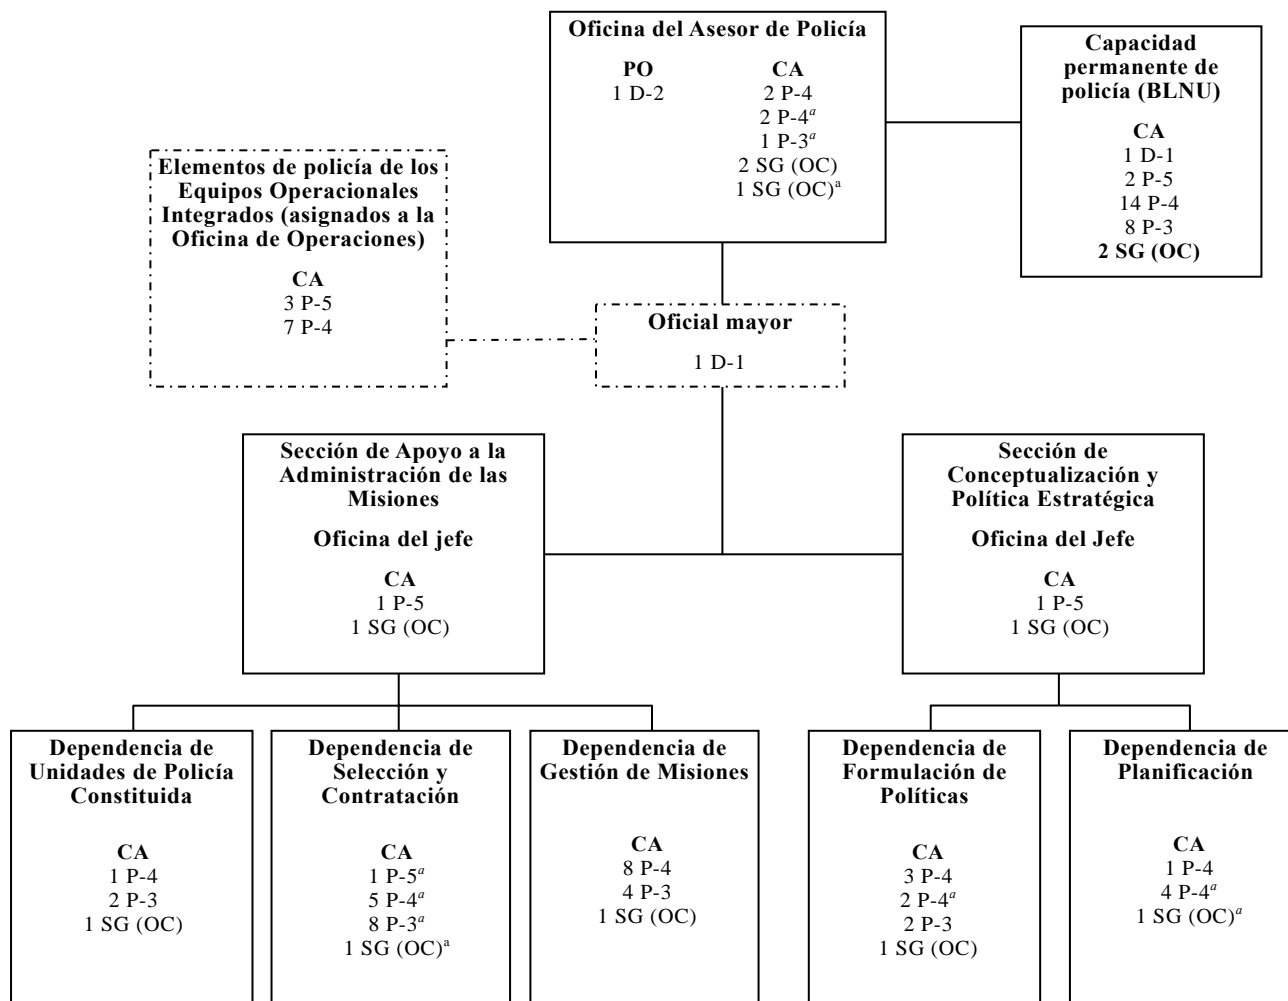 Oficina del Asesor de Policía
PO
1 D-2
CA
2 P-4
2 P-4ᵃ
1 P-3ᵃ
2 SG (OC)
1 SG (OC)ᵃ
Capacidad
permanente de
policía (BLNU)
CA
1 D-1
2 P-5
14 P-4
8 P-3
2 SG (OC)
Elementos de policía de los
Equipos Operacionales
Integrados (asignados a la
Oficina de Operaciones)
CA
3 P-5
7 P-4
Oficial mayor
1 D-1
Sección de Apoyo a la
Administración de las
Misiones
Oficina del jefe
CA
1 P-5
1 SG (OC)
Sección de
Conceptualización y
Política Estratégica
Oficina del Jefe
CA
1 P-5
1 SG (OC)
Dependencia de
Unidades de Policía
Constituida
CA
1 P-4
2 P-3
1 SG (OC)
Dependencia de
Selección y
Contratación
CA
1 P-5ᵃ
5 P-4ᵃ
8 P-3ᵃ
1 SG (OC)ᵃ
Dependencia de
Gestión de Misiones
CA
8 P-4
4 P-3
1 SG (OC)
Dependencia de
Formulación de
Políticas
CA
3 P-4
2 P-4ᵃ
2 P-3
1 SG (OC)
Dependencia de
Planificación
CA
1 P-4
4 P-4ᵃ
1 SG (OC)ᵃ